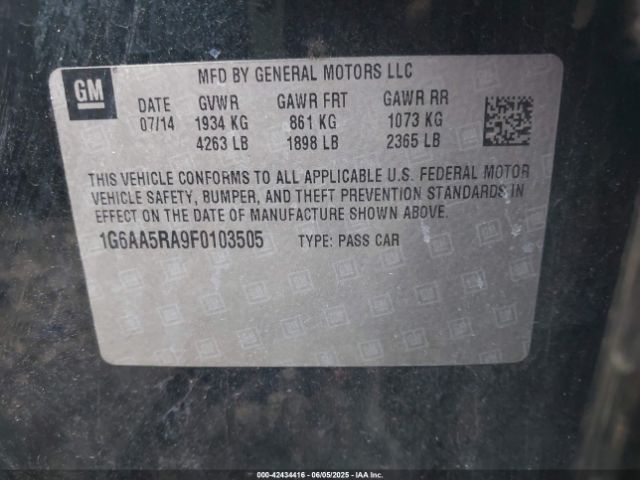 GM
MFD BY GENERAL MOTORS LLC
DATE GVWR GAWR FRT GAWR RR
07/14 1934 KG 861 KG 1073 KG
4263 LB 1898 LB 2365 LB
THIS VEHICLE CONFORMS TO ALL APPLICABLE U.S. FEDERAL MOTOR
VEHICLE SAFETY, BUMPER, AND THEFT PREVENTION STANDARDS IN
EFFECT ON THE DATE OF MANUFACTURE SHOWN ABOVE.
1G6AA5RA9F0103505 TYPE: PASS CAR
000-42434416 - 06/05/2025 - IAA Inc.